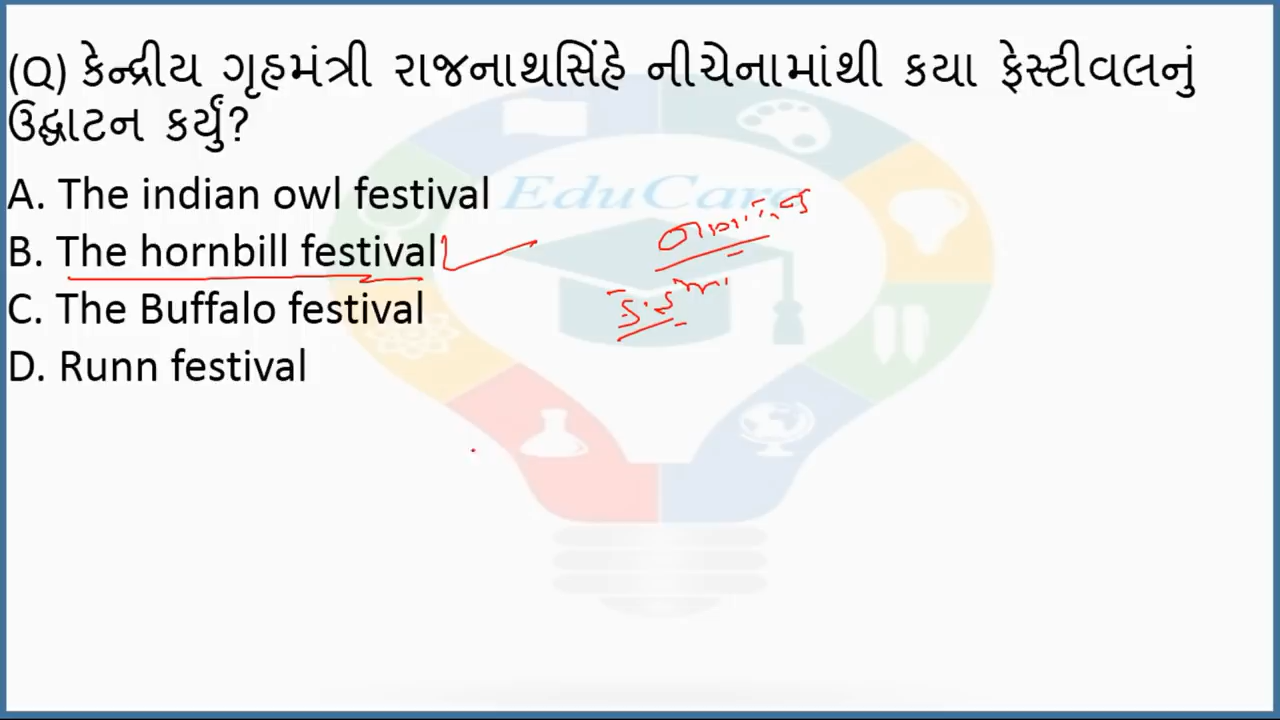 (Q) કેન્દ્રીય ગૃહમંત્રી રાજનાથસિંહે નીચેનામાંથી કયા ફેસ્ટીવલનું
ઉદ્ઘાટન કર્યું?
A. The indian owl festival
EduCare
B. The hornbill festival
C. The Buffalo festival
D. Runn festival